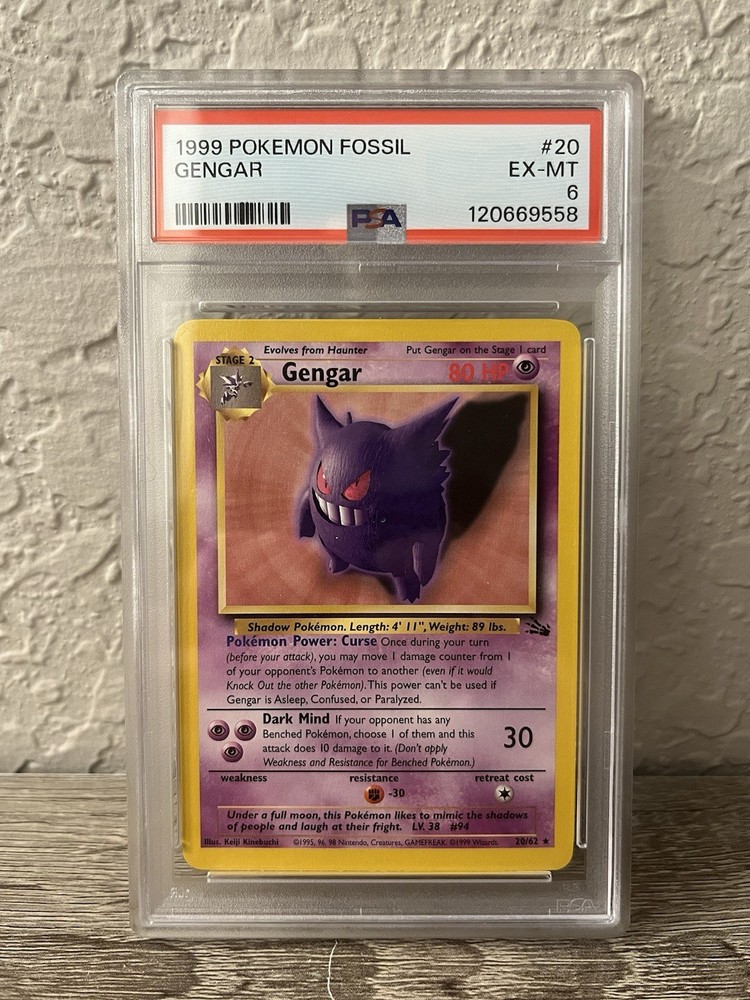 1999 POKEMON FOSSIL #20
GENGAR EX-MT
6
PSA 120669558
Evolves from Haunter Put Gengar on the Stage 1 card
STAGE 2
Gengar 80 HP
Shadow Pokémon. Length: 4' 11", Weight: 89 lbs.
Pokémon Power: Curse Once during your turn
(before your attack), you may move 1 damage counter from 1
of your opponent's Pokémon to another (even if it would
Knock Out the other Pokémon). This power can't be used if
Gengar is Asleep, Confused, or Paralyzed.
Dark Mind If your opponent has any
Benched Pokémon, choose 1 of them and this
attack does 10 damage to it. (Don't apply
Weakness and Resistance for Benched Pokémon.)
30
weakness resistance retreat cost
-30
Under a full moon, this Pokémon likes to mimic the shadows
of people and laugh at their fright. LV. 38 #94
Illus. Keiji Kinebuchi ©1995, 96, 98 Nintendo, Creatures, GAMEFREAK. ©1999 Wizards. 20/62 ★
PSA